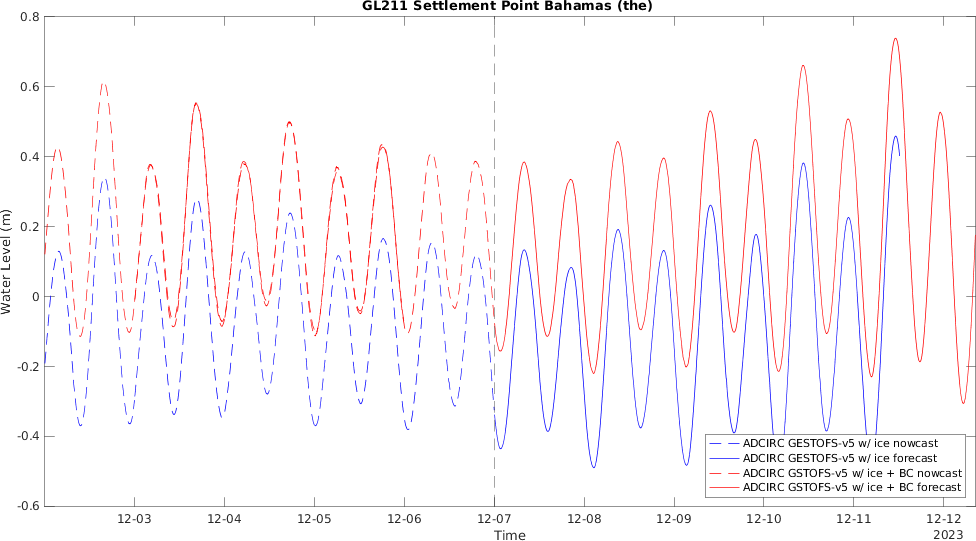 GL211 Settlement Point Bahamas (the)
0.8
0.6
0.4
0.2
0
-0.2
-0.4
-0.6
Water Level (m)
ADCIRC GESTOFS-v5 w/ ice nowcast
ADCIRC GESTOFS-v5 w/ ice forecast
ADCIRC GSTOFS-v5 w/ ice + BC nowcast
ADCIRC GSTOFS-v5 w/ ice + BC forecast
12-03 12-04 12-05 12-06 12-07 12-08 12-09 12-10 12-11 12-12
Time 2023